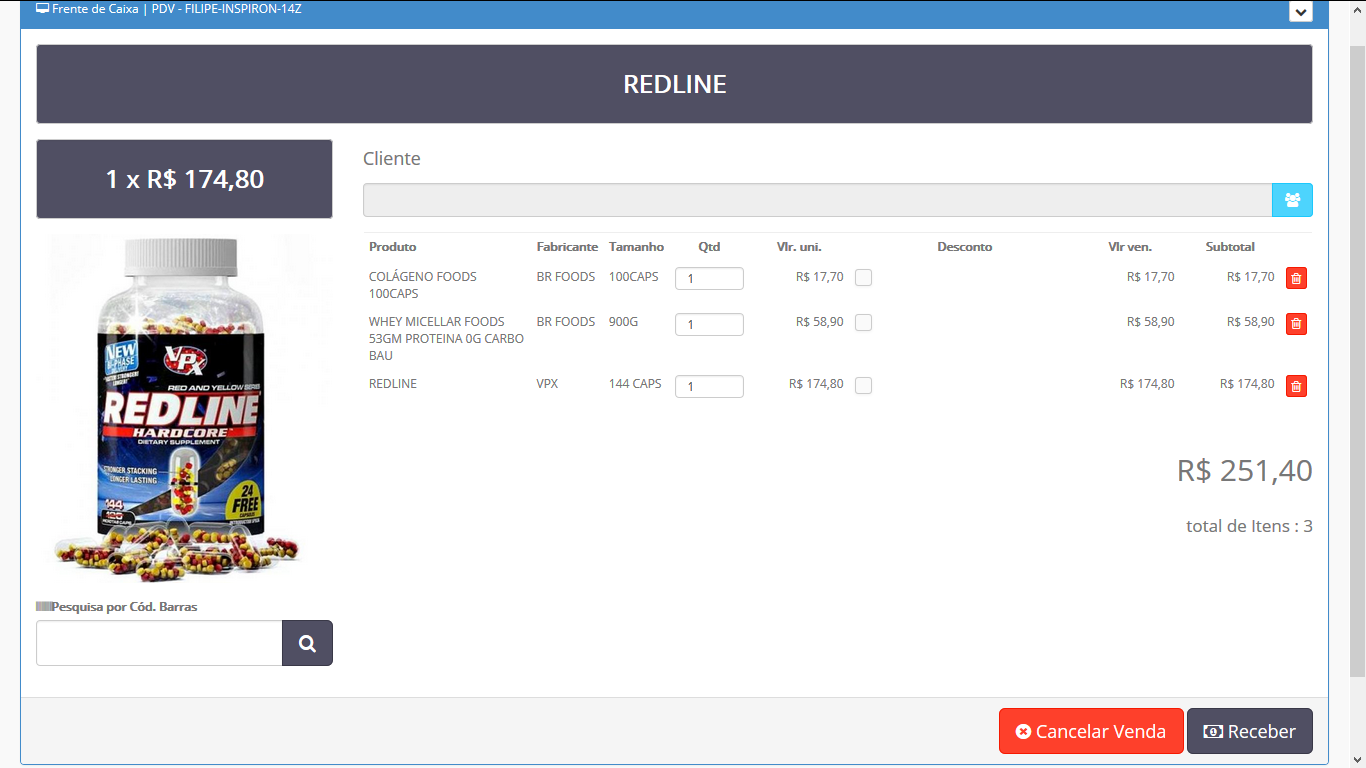 Frente de Caixa | PDV - FILIPE-INSPIRON-14Z
REDLINE
1 x R$ 174,80
Cliente
Produto Fabricante Tamanho Qtd Vlr. uni. Desconto Vlr ven. Subtotal
COLÁGENO FOODS 100CAPS BR FOODS 100CAPS 1 R$ 17,70 R$ 17,70 R$ 17,70
WHEY MICELLAR FOODS 53GM PROTEINA 0G CARBO BAU BR FOODS 900G 1 R$ 58,90 R$ 58,90 R$ 58,90
REDLINE VPX 144 CAPS 1 R$ 174,80 R$ 174,80 R$ 174,80
R$ 251,40
total de Itens : 3
NEW
VPX
RED AND YELLOW SERIES
REDLINE
HARDCORE
DIETARY SUPPLEMENT
STRONGER STACKING
LONGER LASTING
24
FREE
144
120
Pesquisa por Cód. Barras
Cancelar Venda
Receber